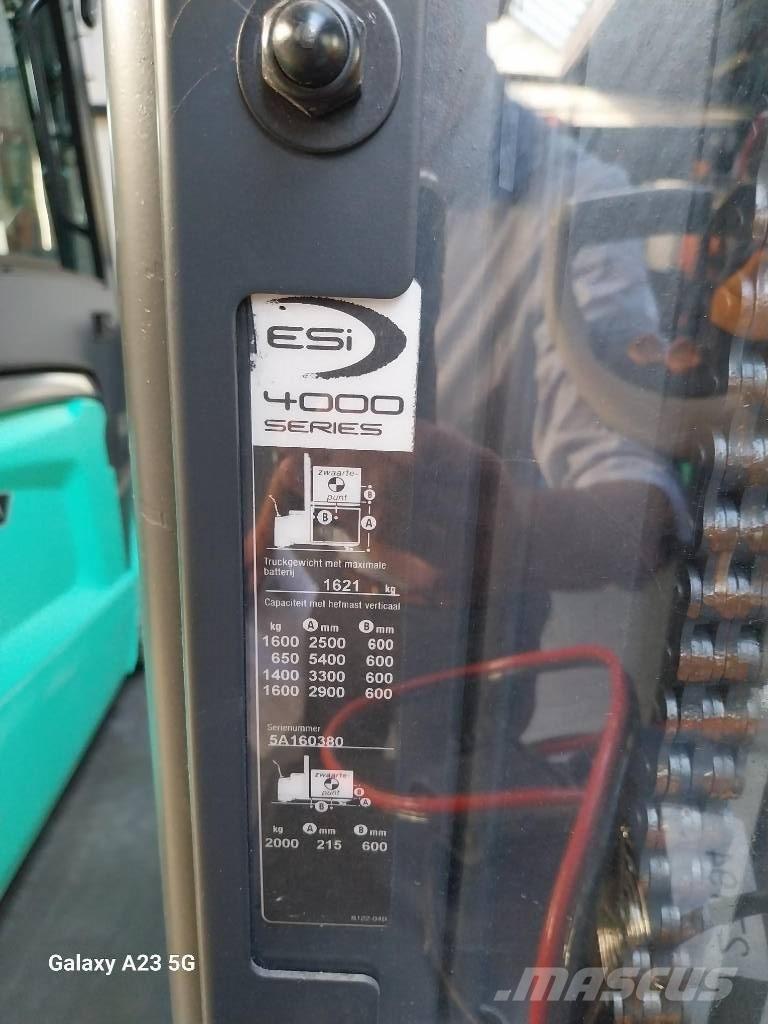 ESi
4000
SERIES
zwaarte-
punt
B
B
A
Truckgewicht met maximale
batterij
1621 kg
Capaciteit met hefmast verticaal
kg A mm B mm
1600 2500 600
650 5400 600
1400 3300 600
1600 2900 600
Serienummer
5A160380
zwaarte-
punt
B
B
A
kg A mm B mm
2000 215 600
Galaxy A23 5G
MASCUS